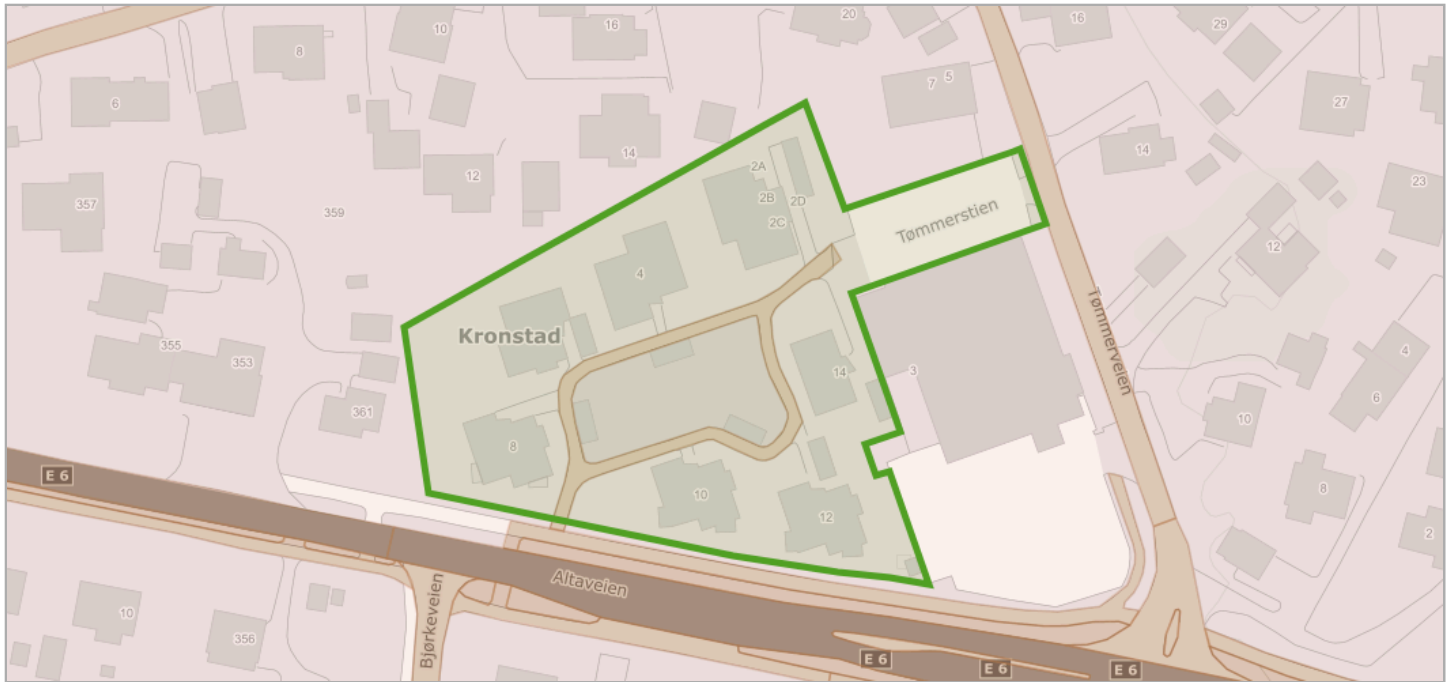 20
16
10
16
29
8
7
5
6
27
14
14
12
2A
23
2B
357
359
2D
2C
Tømmerstien
12
4
Tømmerveien
Kronstad
355
353
4
14
3
6
361
10
8
E 6
8
10
12
2
Altaveien
10
Bjørkeveien
356
E 6
E 6
E 6